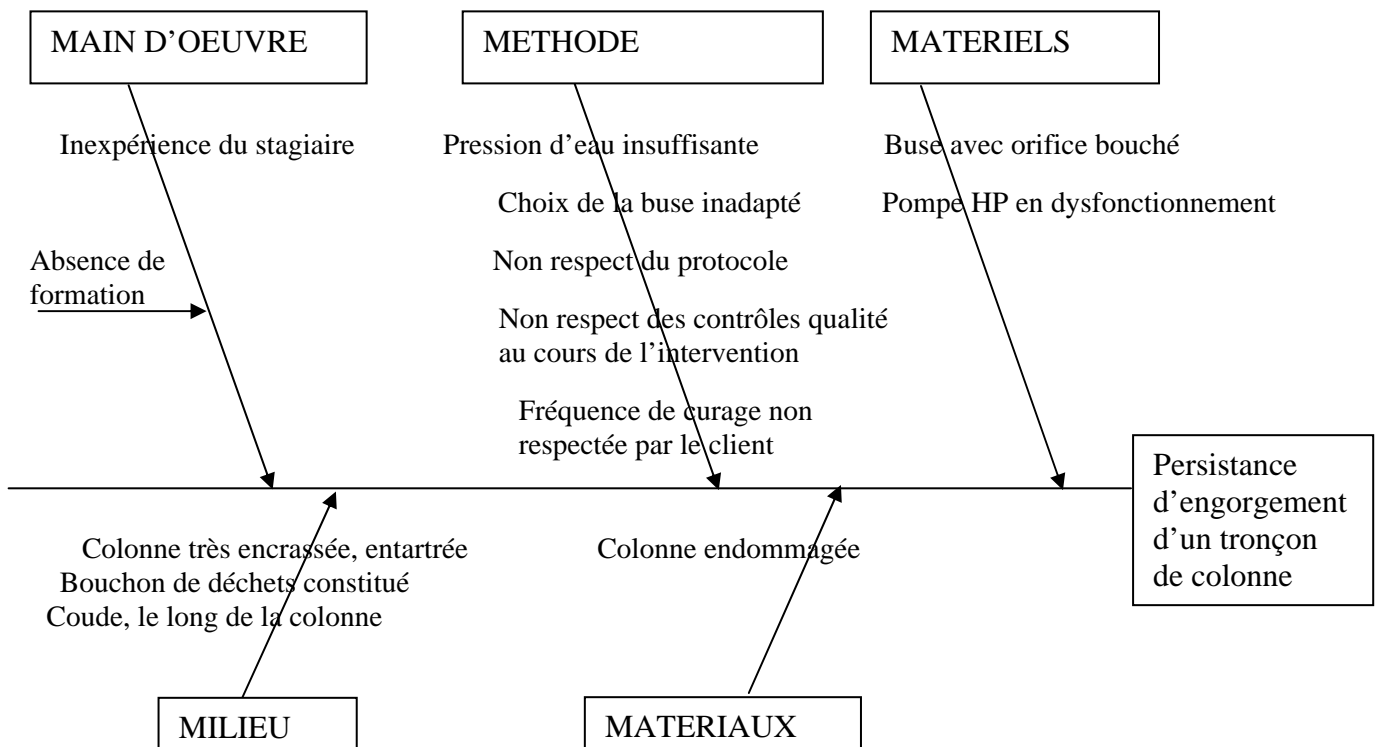 MAIN D’OEUVRE
METHODE
MATERIELS
Inexpérience du stagiaire
Pression d’eau insuffisante
Buse avec orifice bouché
Choix de la buse inadapté
Pompe HP en dysfonctionnement
Absence de
formation
Non respect du protocole
Non respect des contrôles qualité
au cours de l’intervention
Fréquence de curage non
respectée par le client
Persistance
d’engorgement
d’un tronçon
de colonne
Colonne très encrassée, entartrée
Bouchon de déchets constitué
Coude, le long de la colonne
Colonne endommagée
MILIEU
MATERIAUX